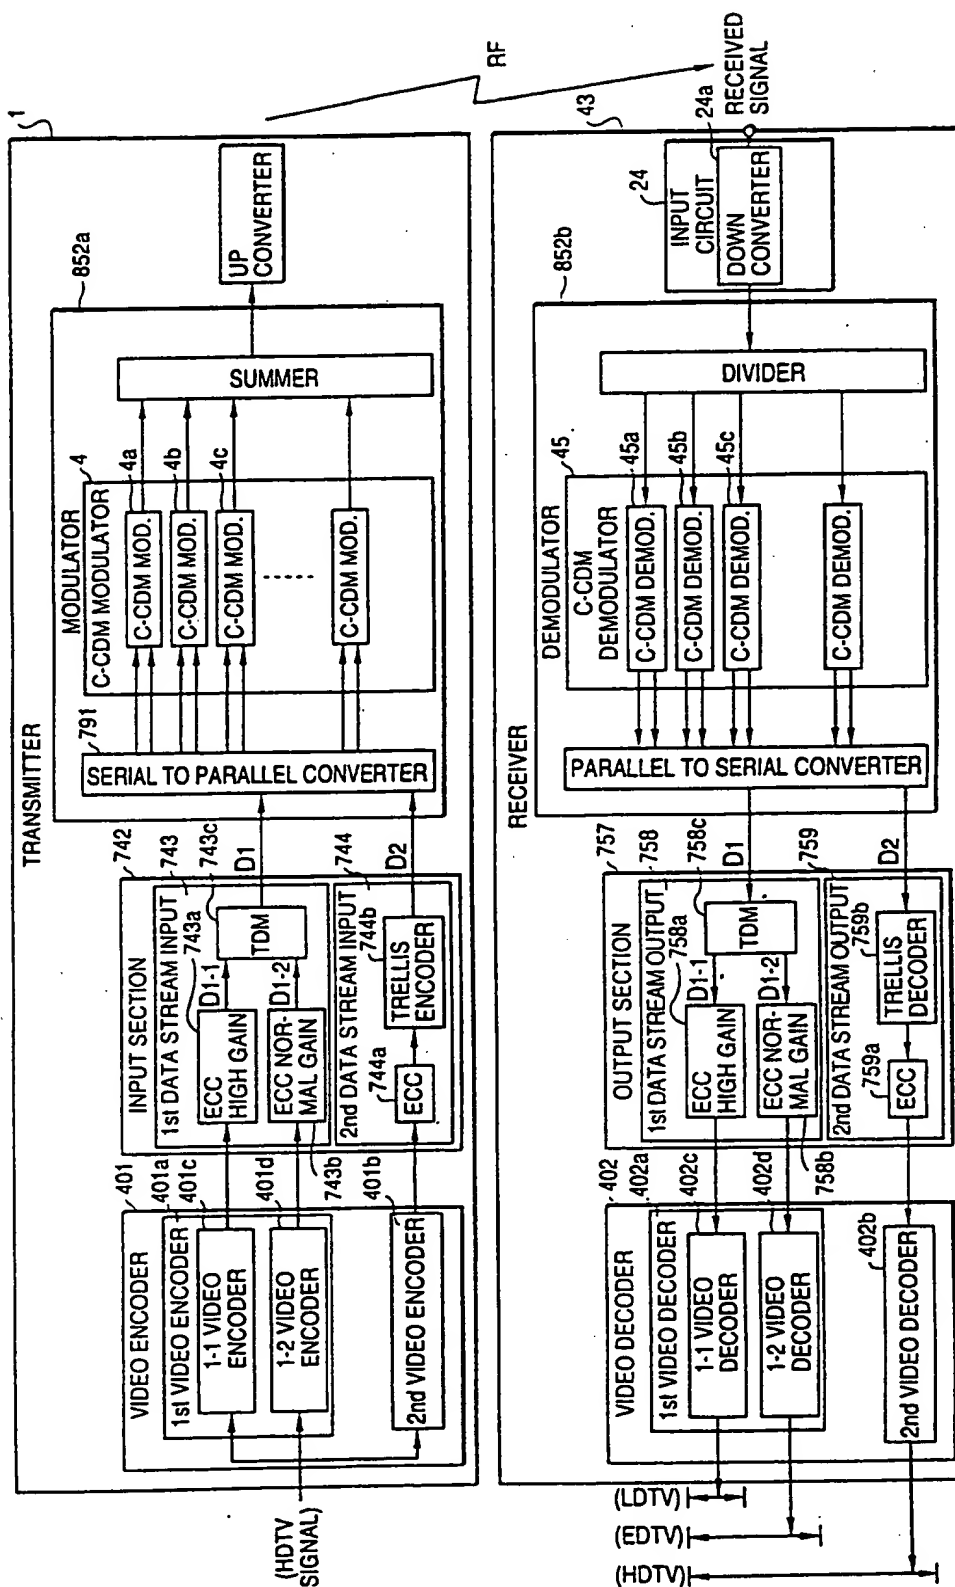 TRANSMITTER
1
(HDTV
SIGNAL)
VIDEO ENCODER
401
1st VIDEO ENCODER
401a
1-1 VIDEO
ENCODER
401c
1-2 VIDEO
ENCODER
401d
2nd VIDEO ENCODER
401b
INPUT SECTION
742
1st DATA STREAM INPUT
743
743a
ECC
HIGH GAIN
D1-1
ECC NOR-
MAL GAIN
743b
D1-2
TDM
743c
D1
2nd DATA STREAM INPUT
744
744a
ECC
TRELLIS
ENCODER
744b
D2
791
SERIAL TO PARALLEL CONVERTER
MODULATOR
852a
C-CDM MODULATOR
4
C-CDM MOD.
4a
C-CDM MOD.
4b
C-CDM MOD.
4c
C-CDM MOD.
SUMMER
UP
CONVERTER
RF
RECEIVER
43
RECEIVED
SIGNAL
24
INPUT
CIRCUIT
24a
DOWN
CONVERTER
DEMODULATOR
852b
DIVIDER
C-CDM
DEMODULATOR
45
C-CDM DEMOD.
45a
C-CDM DEMOD.
45b
C-CDM DEMOD.
45c
C-CDM DEMOD.
PARALLEL TO SERIAL CONVERTER
D1
D2
OUTPUT SECTION
757
1st DATA STREAM OUTPUT
758
758a
TDM
758c
D1-1
D1-2
ECC
HIGH GAIN
ECC NOR-
MAL GAIN
758b
2nd DATA STREAM OUTPUT
759
TRELLIS
DECODER
759b
759a
ECC
VIDEO DECODER
402
1st VIDEO DECODER
402a
1-1 VIDEO
DECODER
402c
1-2 VIDEO
DECODER
402d
2nd VIDEO DECODER
402b
(LDTV)
(EDTV)
(HDTV)